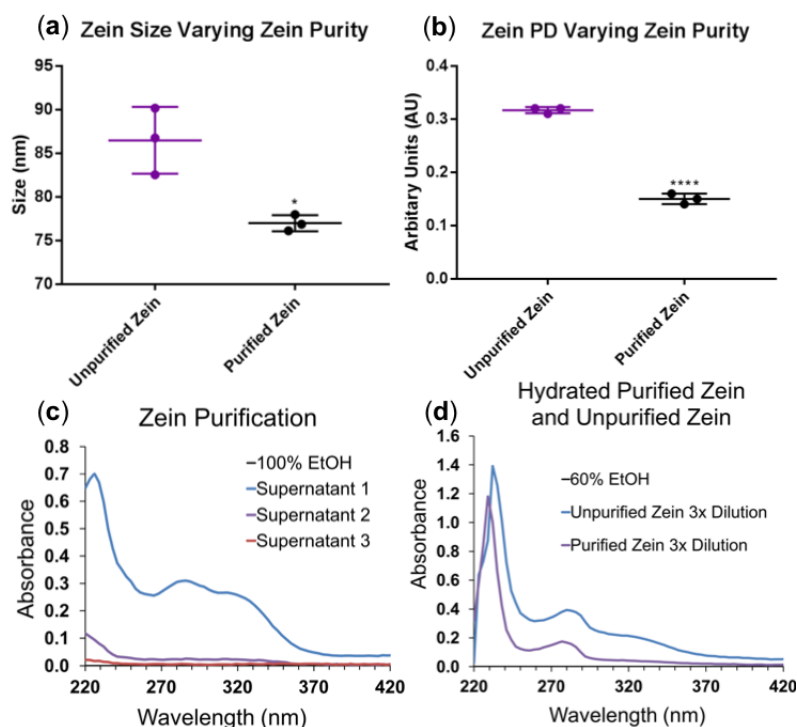 (a) Zein Size Varying Zein Purity
95
90
85
80
75
70
Size (nm)
*
Unpurified Zein
Purified Zein
(b) Zein PD Varying Zein Purity
0.4
0.3
0.2
0.1
0.0
Arbitary Units (AU)
****
Unpurified Zein
Purified Zein
(c) Zein Purification
0.8
0.7
0.6
0.5
0.4
0.3
0.2
0.1
0.0
Absorbance
100% EtOH
Supernatant 1
Supernatant 2
Supernatant 3
220 270 320 370 420
Wavelength (nm)
(d) Hydrated Purified Zein
and Unpurified Zein
1.6
1.4
1.2
1.0
0.8
0.6
0.4
0.2
0.0
Absorbance
60% EtOH
Unpurified Zein 3x Dilution
Purified Zein 3x Dilution
220 270 320 370 420
Wavelength (nm)